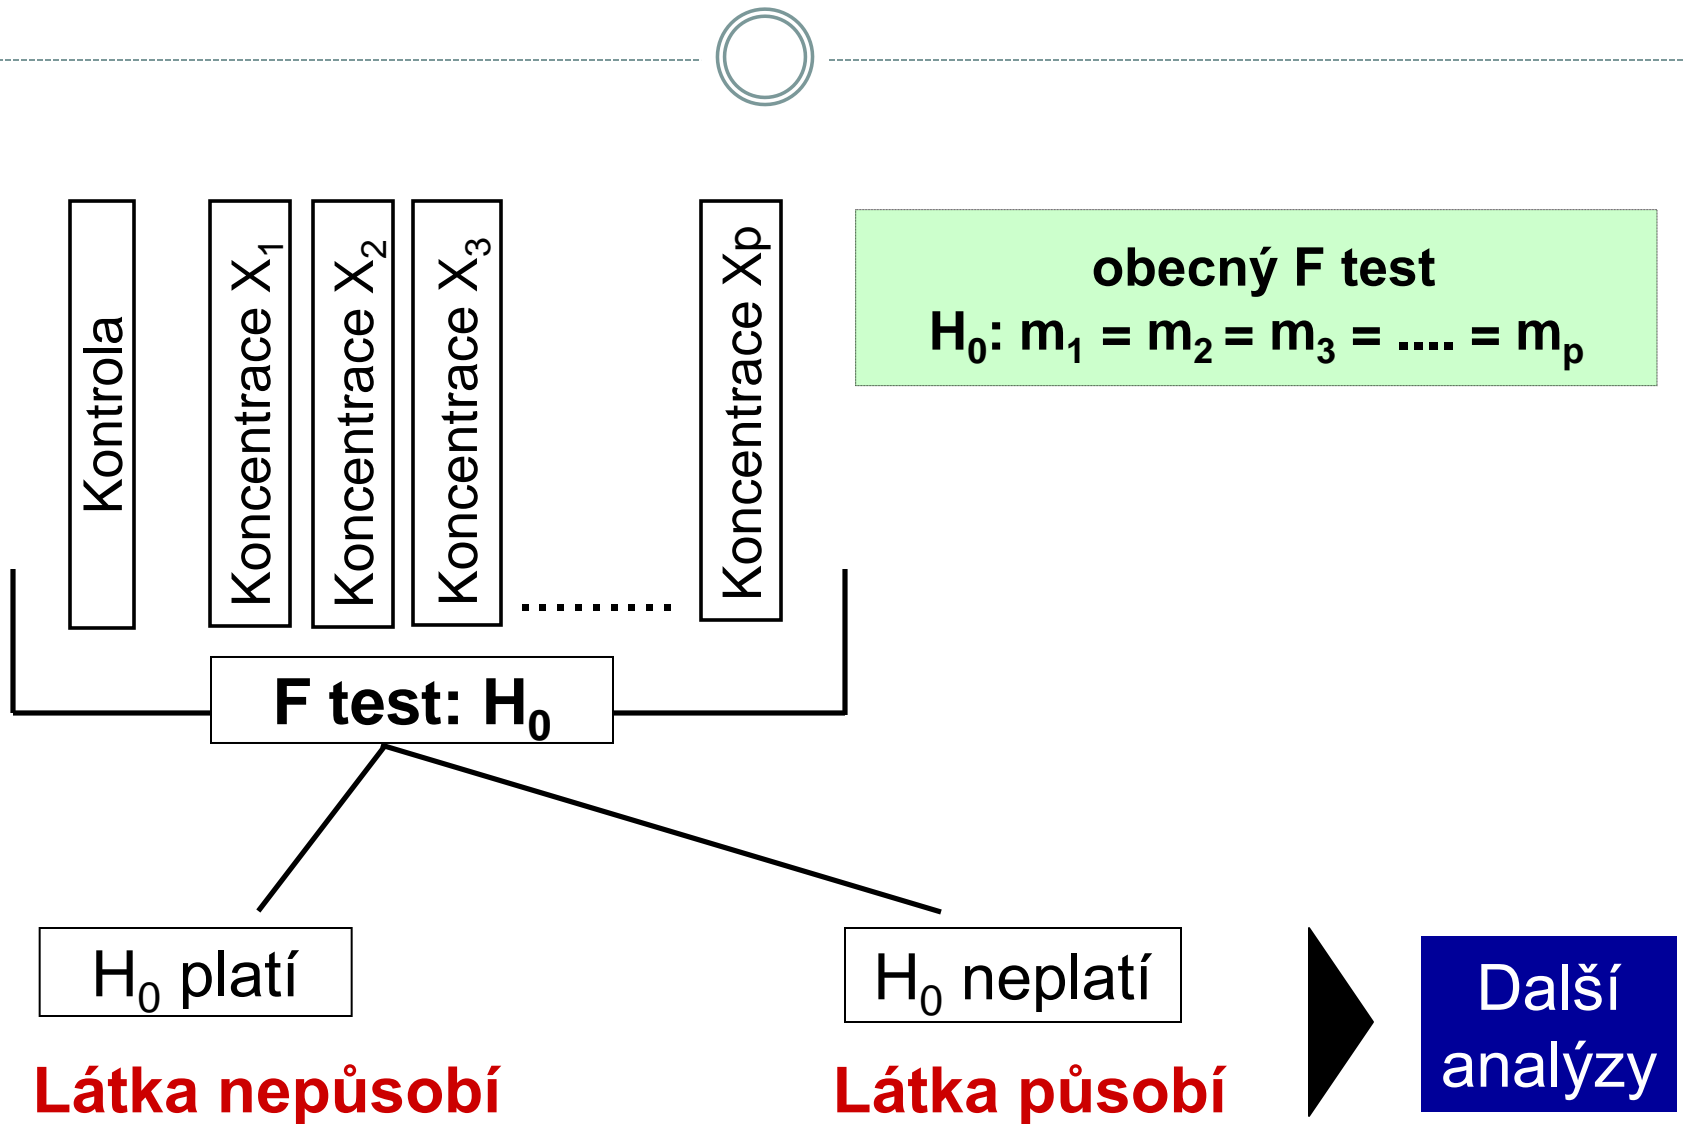 Kontrola
Koncentrace X₁
Koncentrace X₂
Koncentrace X₃
.........
Koncentrace Xp
obecný F test
H₀: m₁ = m₂ = m₃ = .... = mₚ
F test: H₀
H₀ platí
H₀ neplatí
Další
analýzy
Látka nepůsobí
Látka působí